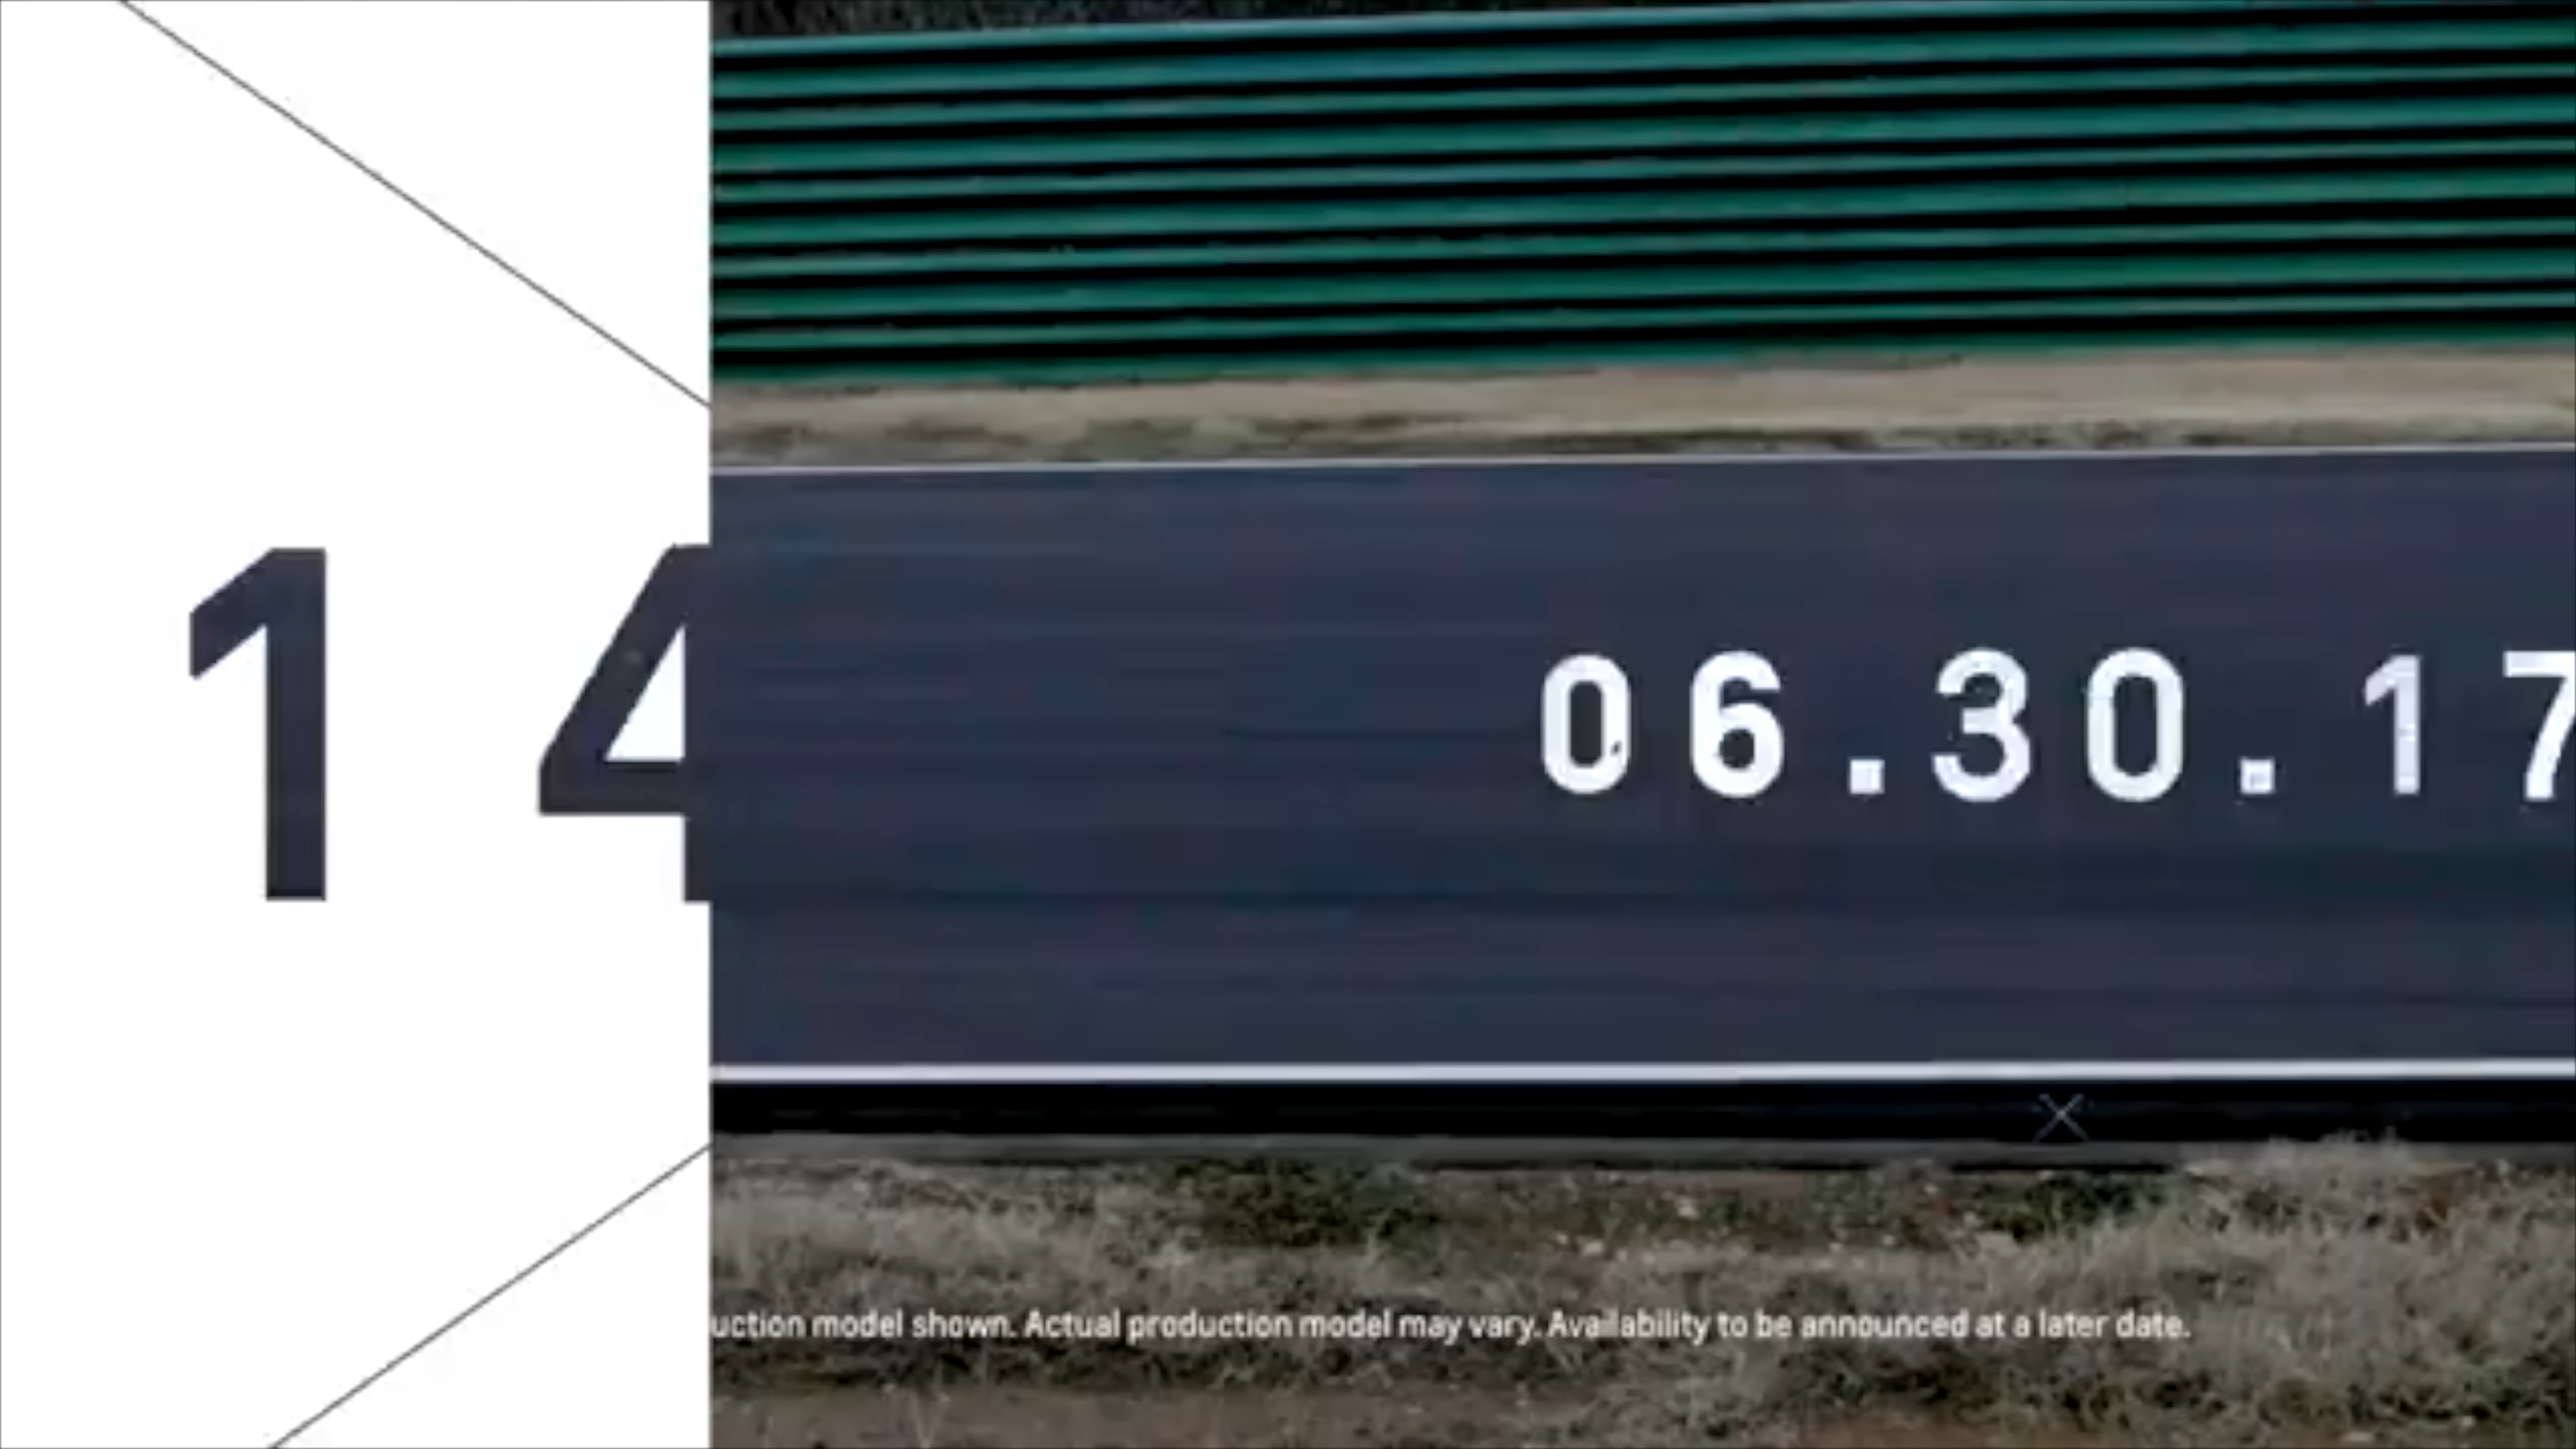 14
06.30.17
uction model shown. Actual production model may vary. Availability to be announced at a later date.